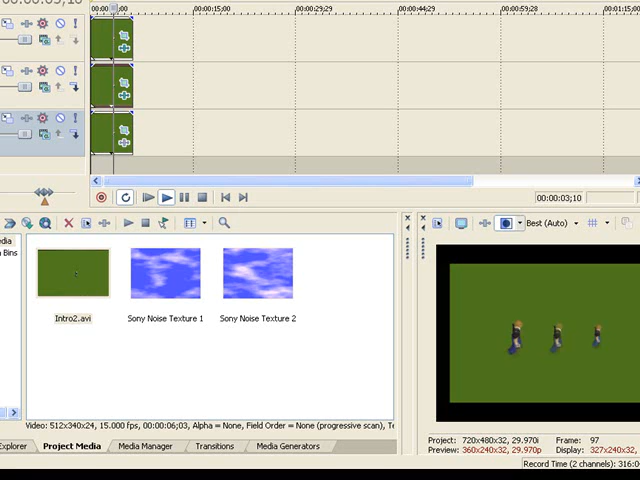 00:00:15;00 00:00:29;29 00:00:44;29 00:00:59;28 00:01:15;00
00:00:03;10
Best (Auto)
Bins
Intro2.avi
Sony Noise Texture 1
Sony Noise Texture 2
Video: 512x340x24, 15.000 fps, 00:00:06;03, Alpha = None, Field Order = None (progressive scan),
Explorer Project Media Media Manager Transitions Media Generators
Project: 720x480x32, 29.970i Frame: 97
Preview: 360x240x32, 29.970p Display: 327x240x32,
Record Time (2 channels): 316:0